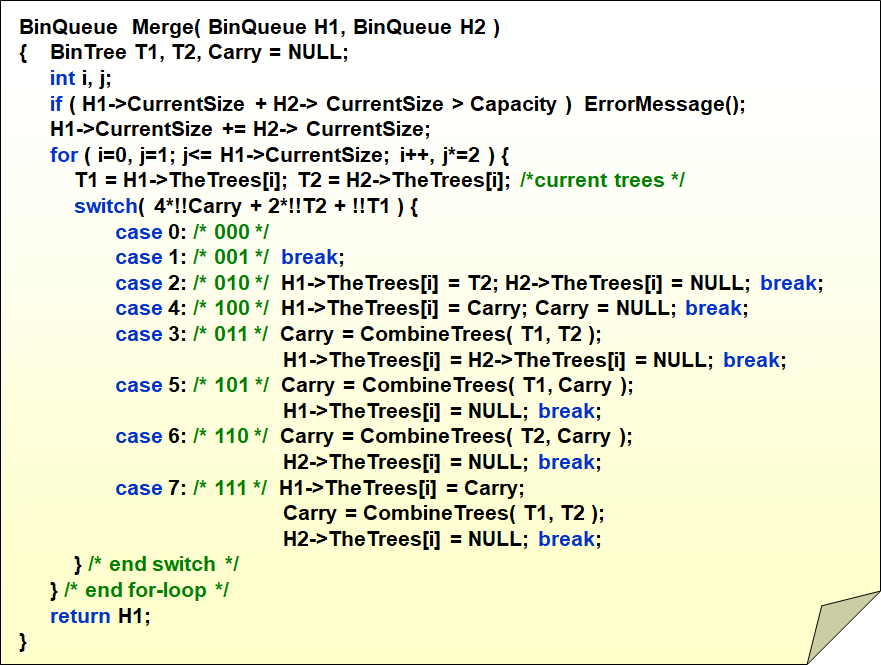 BinQueue Merge( BinQueue H1, BinQueue H2 )
{ BinTree T1, T2, Carry = NULL;
int i, j;
if ( H1->CurrentSize + H2-> CurrentSize > Capacity ) ErrorMessage();
H1->CurrentSize += H2-> CurrentSize;
for ( i=0, j=1; j<= H1->CurrentSize; i++, j*=2 ) {
T1 = H1->TheTrees[i]; T2 = H2->TheTrees[i]; /*current trees */
switch( 4*!!Carry + 2*!!T2 + !!T1 ) {
case 0: /* 000 */
case 1: /* 001 */ break;
case 2: /* 010 */ H1->TheTrees[i] = T2; H2->TheTrees[i] = NULL; break;
case 4: /* 100 */ H1->TheTrees[i] = Carry; Carry = NULL; break;
case 3: /* 011 */ Carry = CombineTrees( T1, T2 );
H1->TheTrees[i] = H2->TheTrees[i] = NULL; break;
case 5: /* 101 */ Carry = CombineTrees( T1, Carry );
H1->TheTrees[i] = NULL; break;
case 6: /* 110 */ Carry = CombineTrees( T2, Carry );
H2->TheTrees[i] = NULL; break;
case 7: /* 111 */ H1->TheTrees[i] = Carry;
Carry = CombineTrees( T1, T2 );
H2->TheTrees[i] = NULL; break;
} /* end switch */
} /* end for-loop */
return H1;
}